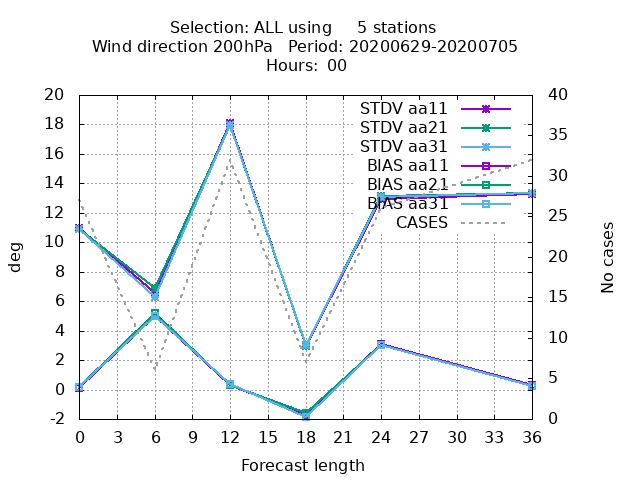 Selection: ALL using     5 stations
Wind direction 200hPa   Period: 20200629-20200705
Hours: 00
20
18
16
14
12
10
8
6
4
2
0
-2
deg
40
35
30
25
20
15
10
5
0
No cases
STDV aa11
STDV aa21
STDV aa31
BIAS aa11
BIAS aa21
BIAS aa31
CASES
0 3 6 9 12 15 18 21 24 27 30 33 36
Forecast length